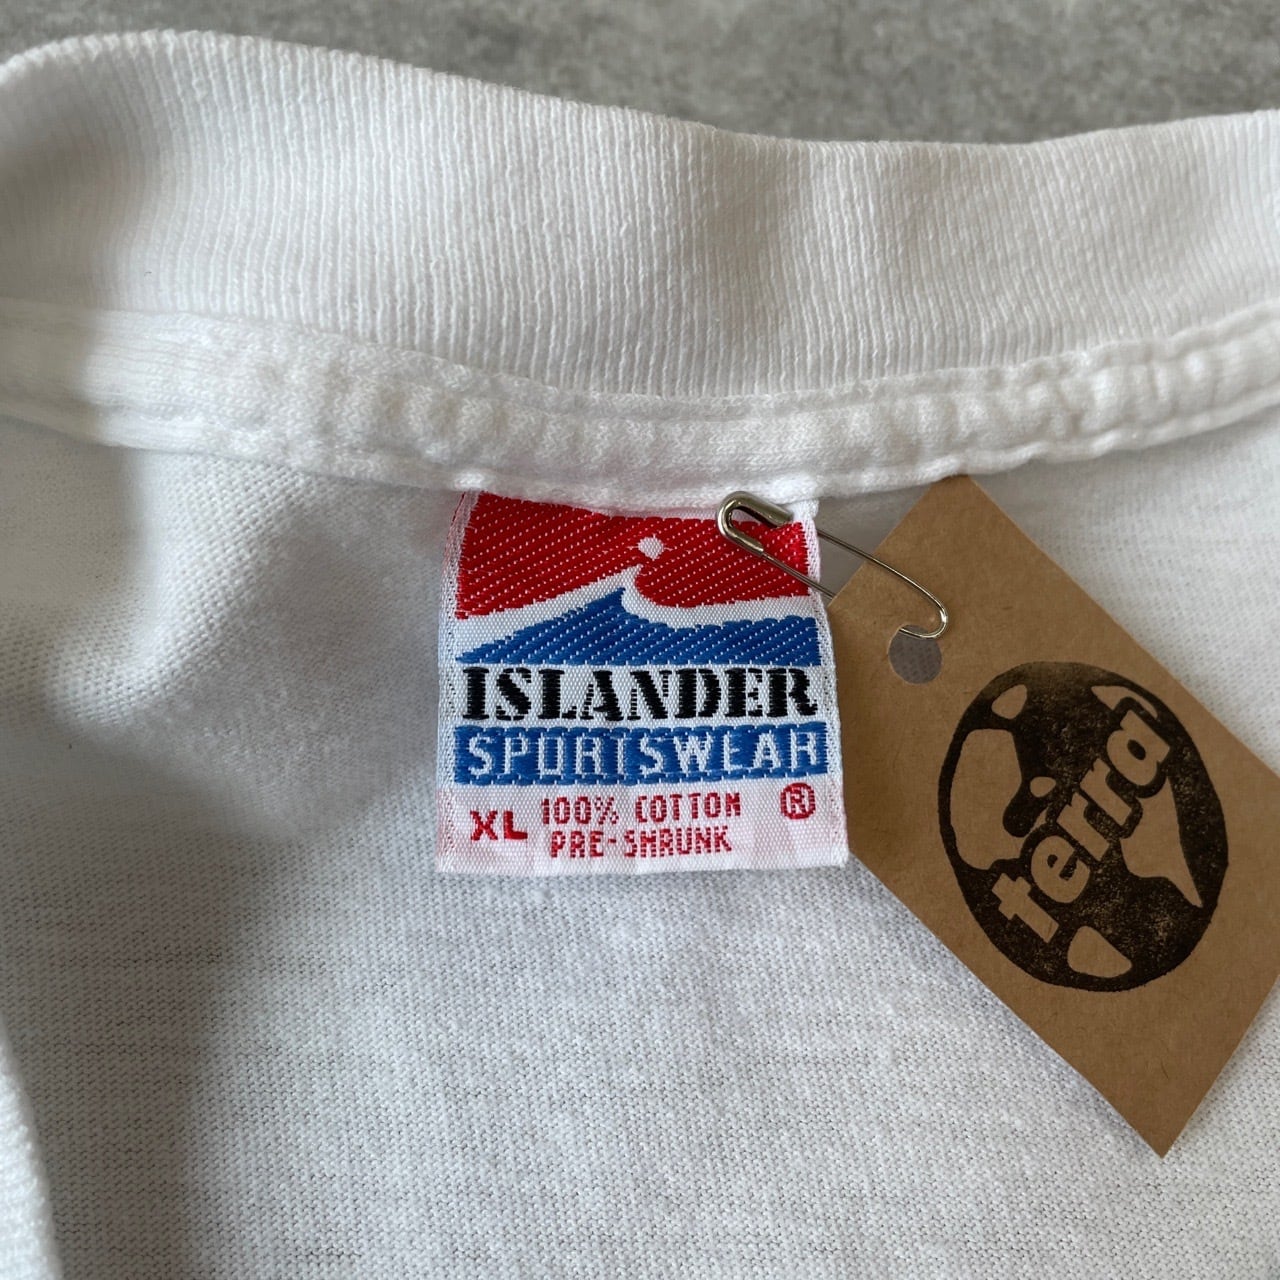 ISLANDER
SPORTSWEAR
XL 100% COTTON ®
PRE-SHRUNK
terra